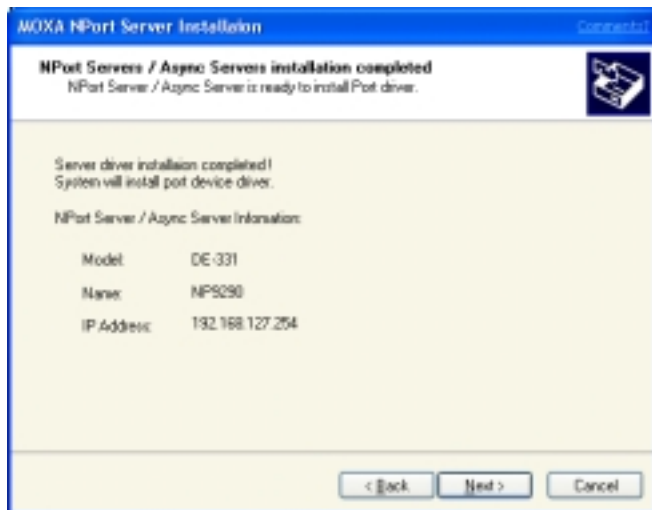 MOXA NPort Server Installaion
Comments?
NPort Servers / Async Servers installation completed
NPort Server / Async Server is ready to install Port driver.
Server driver installaion completed!
System will install port device driver.
NPort Server / Async Server Infomation:
Model: DE-331
Name: NP9290
IP Address: 192.168.127.254
< Back
Next >
Cancel